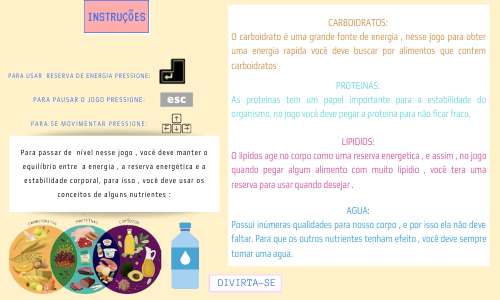 INSTRUÇÕES
PARA USAR RESERVA DE ENERGIA PRESSIONE:
PARA PAUSAR O JOGO PRESSIONE:
esc
PARA SE MOVIMENTAR PRESSIONE:
Para passar de nível nesse jogo , você deve manter o
equilíbrio entre a energia , a reserva energética e a
estabilidade corporal, para isso , você deve usar os
conceitos de alguns nutrientes :
CARBOIDRATOS
PROTEÍNAS
LIPÍDIOS
CARBOIDRATOS:
O carboidrato é uma grande fonte de energia , nesse jogo para obter
uma energia rapida você deve buscar por alimentos que contem
carboidratos
PROTEINAS:
As proteinas tem um papel importante para a estabilidade do
organismo, no jogo você deve pegar a proteina para não ficar fraco.
LIPIDIOS:
O lipidos age no corpo como uma reserva energetica , e assim , no jogo
quando pegar algum alimento com muito lipidio , você tera uma
reserva para usar quando desejar .
AGUA:
Possui inúmeras qualidades para nosso corpo , e por isso ela não deve
faltar. Para que os outros nutrientes tenham efeito , você deve sempre
tomar uma agua.
DIVIRTA-SE